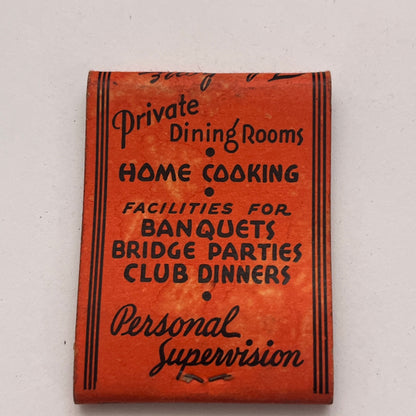 Private
Dining Rooms
•
HOME COOKING
•
FACILITIES FOR
BANQUETS
BRIDGE PARTIES
CLUB DINNERS
•
Personal
Supervision